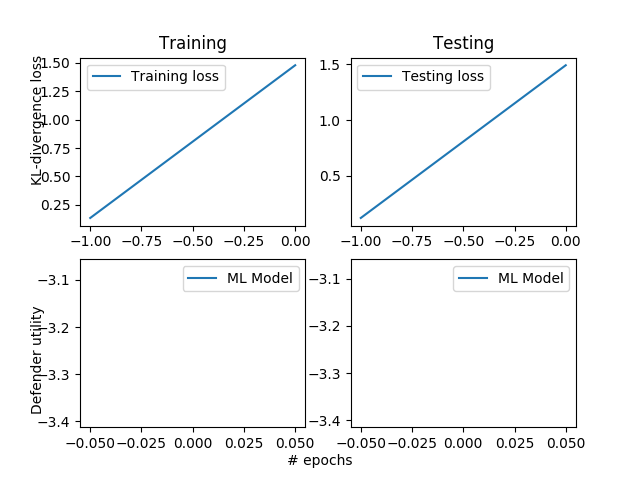 Training
Testing
KL-divergence loss
1.50
1.25
1.00
0.75
0.50
0.25
Training loss
−1.00 −0.75 −0.50 −0.25 0.00
1.5
1.0
0.5
Testing loss
−1.00 −0.75 −0.50 −0.25 0.00
Defender utility
−3.1
−3.2
−3.3
−3.4
ML Model
−0.050 −0.025 0.000 0.025 0.050
−3.1
−3.2
−3.3
−3.4
ML Model
−0.050 −0.025 0.000 0.025 0.050
# epochs